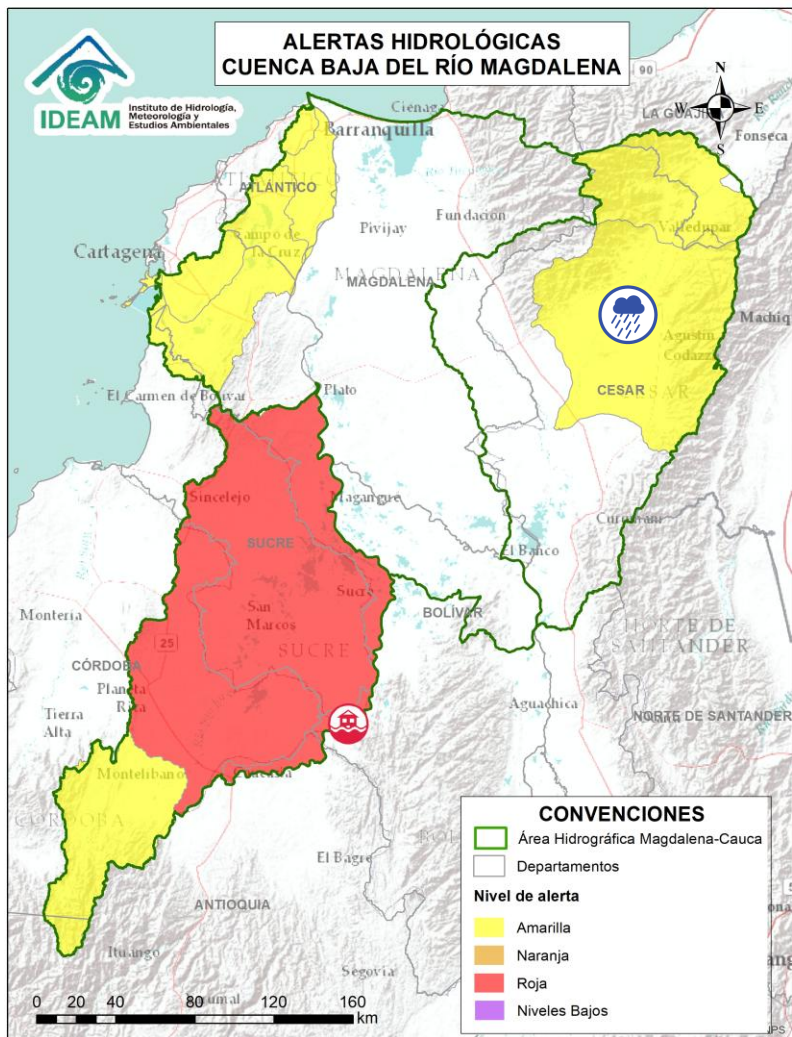 ALERTAS HIDROLÓGICAS
CUENCA BAJA DEL RÍO MAGDALENA
IDEAM
Instituto de Hidrología,
Meteorología y
Estudios Ambientales
N
W
E
S
90
Ciénaga
LA GUAJIRA
Barranquilla
Fonseca
ATLÁNTICO
Fundación
Pivijay
Valledupar
Campo de
la Cruz
Cartagena
MAGDALENA
MAGDALENA
Machiq
Agustín
Codazzi
El Carmen de Bolívar
Plato
CESAR
Sincelejo
Magangue
Curumaní
SUCRE
El Banco
Sucre
San
Marcos
BOLÍVAR
Montería
NORTE DE
SANTANDER
25
SUCRE
CÓRDOBA
Planeta
Rica
Aguachica
Tierra
Alta
NORTE DE SANTANDER
Montelibano
Caucasia
CORDOBA
El Bagre
ANTIOQUIA
Ituango
Segovia
0 20 40 80 120 160
km
CONVENCIONES
Área Hidrográfica Magdalena-Cauca
Departamentos
Nivel de alerta
Amarilla
Naranja
Roja
Niveles Bajos